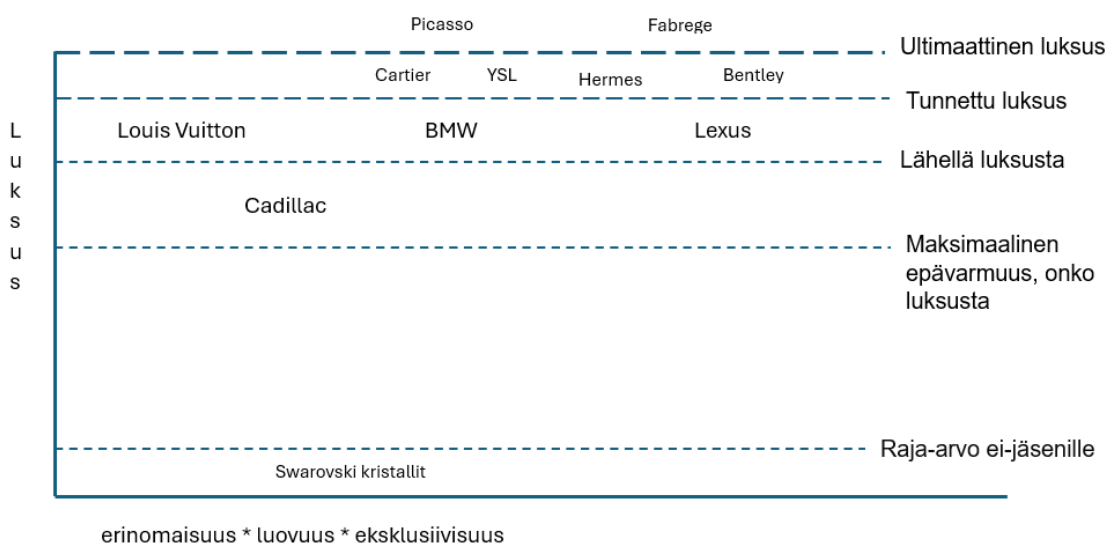 Picasso
Fabrege
Ultimaattinen luksus
Cartier
YSL
Hermes
Bentley
Tunnettu luksus
Luksus
Louis Vuitton
BMW
Lexus
Lähellä luksusta
Cadillac
Maksimaalinen
epävarmuus, onko
luksusta
Raja-arvo ei-jäsenille
Swarovski kristallit
erinomaisuus * luovuus * eksklusiivisuus